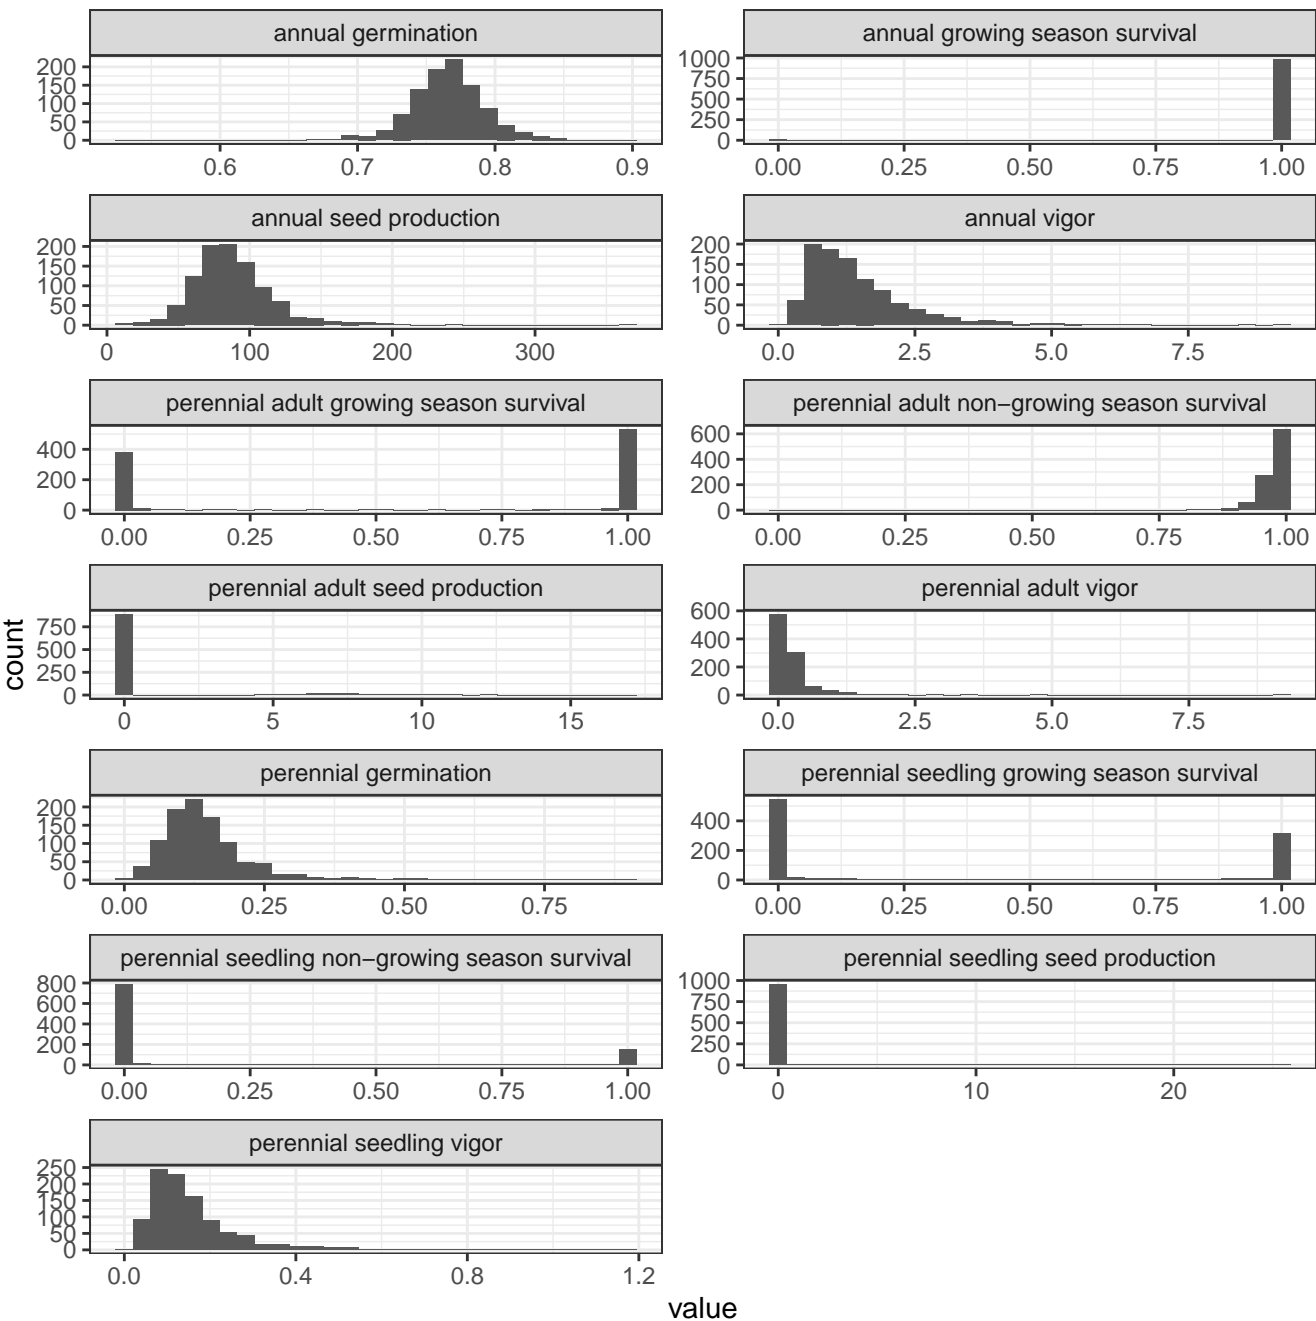 annual germination
200
150
100
50
0
0.6 0.7 0.8 0.9
annual growing season survival
1000
750
500
250
0
0.00 0.25 0.50 0.75 1.00
annual seed production
200
150
100
50
0
0 100 200 300
annual vigor
200
150
100
50
0
0.0 2.5 5.0 7.5
perennial adult growing season survival
400
200
0
0.00 0.25 0.50 0.75 1.00
perennial adult non−growing season survival
600
400
200
0
0.00 0.25 0.50 0.75 1.00
perennial adult seed production
750
500
250
0
0 5 10 15
perennial adult vigor
600
400
200
0
0.0 2.5 5.0 7.5
count
perennial germination
200
150
100
50
0
0.00 0.25 0.50 0.75
perennial seedling growing season survival
400
200
0
0.00 0.25 0.50 0.75 1.00
perennial seedling non−growing season survival
800
600
400
200
0
0.00 0.25 0.50 0.75 1.00
perennial seedling seed production
1000
750
500
250
0
0 10 20
perennial seedling vigor
250
200
150
100
50
0
0.0 0.4 0.8 1.2
value